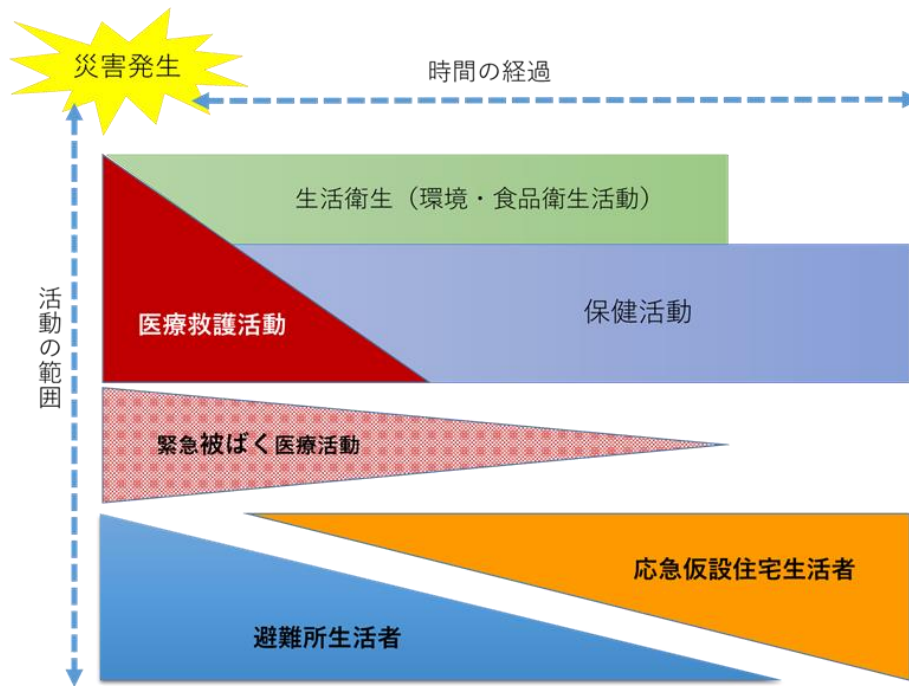 災害発生
時間の経過
活動の範囲
生活衛生（環境・食品衛生活動）
医療救護活動
保健活動
緊急被ばく医療活動
応急仮設住宅生活者
避難所生活者